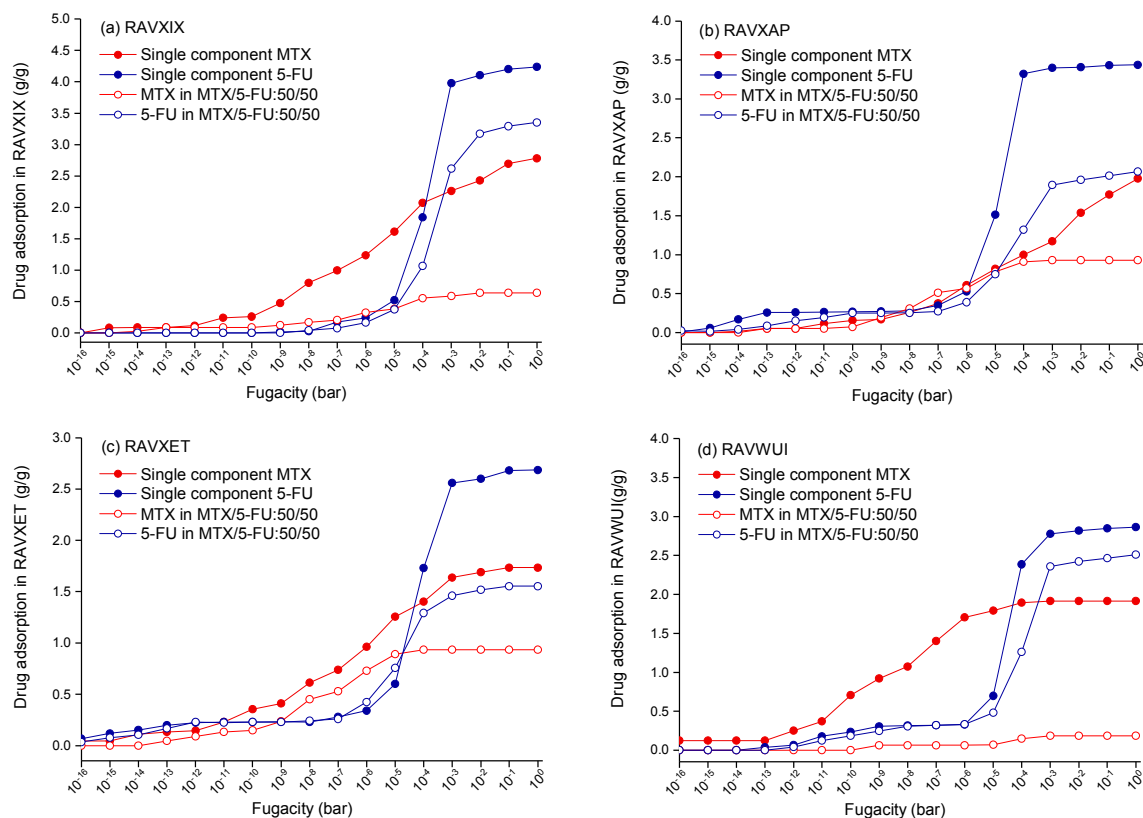 (a) RAVXIX
Single component MTX
Single component 5-FU
MTX in MTX/5-FU:50/50
5-FU in MTX/5-FU:50/50
Drug adsorption in RAVXIX (g/g)
5.0
4.5
4.0
3.5
3.0
2.5
2.0
1.5
1.0
0.5
0.0
10⁻¹⁶ 10⁻¹⁵ 10⁻¹⁴ 10⁻¹³ 10⁻¹² 10⁻¹¹ 10⁻¹⁰ 10⁻⁹ 10⁻⁸ 10⁻⁷ 10⁻⁶ 10⁻⁵ 10⁻⁴ 10⁻³ 10⁻² 10⁻¹ 10⁰
Fugacity (bar)
(b) RAVXAP
Single component MTX
Single component 5-FU
MTX in MTX/5-FU:50/50
5-FU in MTX/5-FU:50/50
Drug adsorption in RAVXAP (g/g)
4.0
3.5
3.0
2.5
2.0
1.5
1.0
0.5
0.0
10⁻¹⁶ 10⁻¹⁵ 10⁻¹⁴ 10⁻¹³ 10⁻¹² 10⁻¹¹ 10⁻¹⁰ 10⁻⁹ 10⁻⁸ 10⁻⁷ 10⁻⁶ 10⁻⁵ 10⁻⁴ 10⁻³ 10⁻² 10⁻¹ 10⁰
Fugacity (bar)
(c) RAVXET
Single component MTX
Single component 5-FU
MTX in MTX/5-FU:50/50
5-FU in MTX/5-FU:50/50
Drug adsorption in RAVXET (g/g)
3.0
2.5
2.0
1.5
1.0
0.5
0.0
10⁻¹⁶ 10⁻¹⁵ 10⁻¹⁴ 10⁻¹³ 10⁻¹² 10⁻¹¹ 10⁻¹⁰ 10⁻⁹ 10⁻⁸ 10⁻⁷ 10⁻⁶ 10⁻⁵ 10⁻⁴ 10⁻³ 10⁻² 10⁻¹ 10⁰
Fugacity (bar)
(d) RAVWUI
Single component MTX
Single component 5-FU
MTX in MTX/5-FU:50/50
5-FU in MTX/5-FU:50/50
Drug adsorption in RAVWUI(g/g)
4.0
3.5
3.0
2.5
2.0
1.5
1.0
0.5
0.0
10⁻¹⁶ 10⁻¹⁵ 10⁻¹⁴ 10⁻¹³ 10⁻¹² 10⁻¹¹ 10⁻¹⁰ 10⁻⁹ 10⁻⁸ 10⁻⁷ 10⁻⁶ 10⁻⁵ 10⁻⁴ 10⁻³ 10⁻² 10⁻¹ 10⁰
Fugacity (bar)